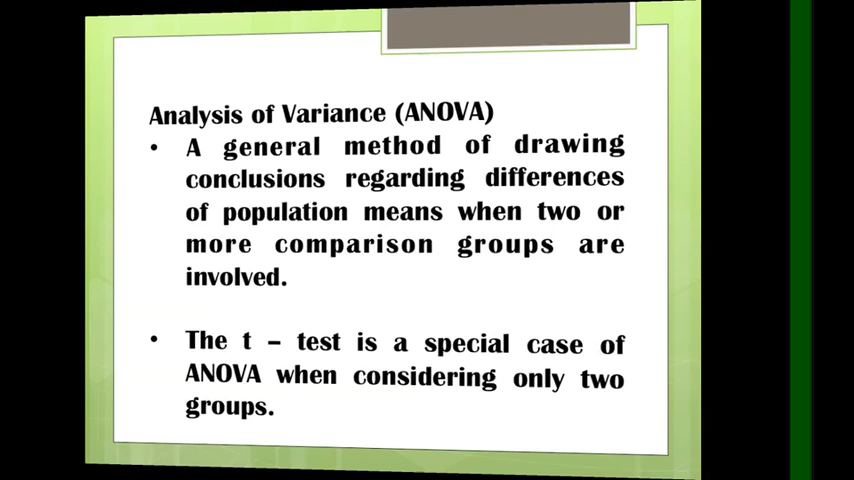 Analysis of Variance (ANOVA)
• A general method of drawing
conclusions regarding differences
of population means when two or
more comparison groups are
involved.
• The t – test is a special case of
ANOVA when considering only two
groups.